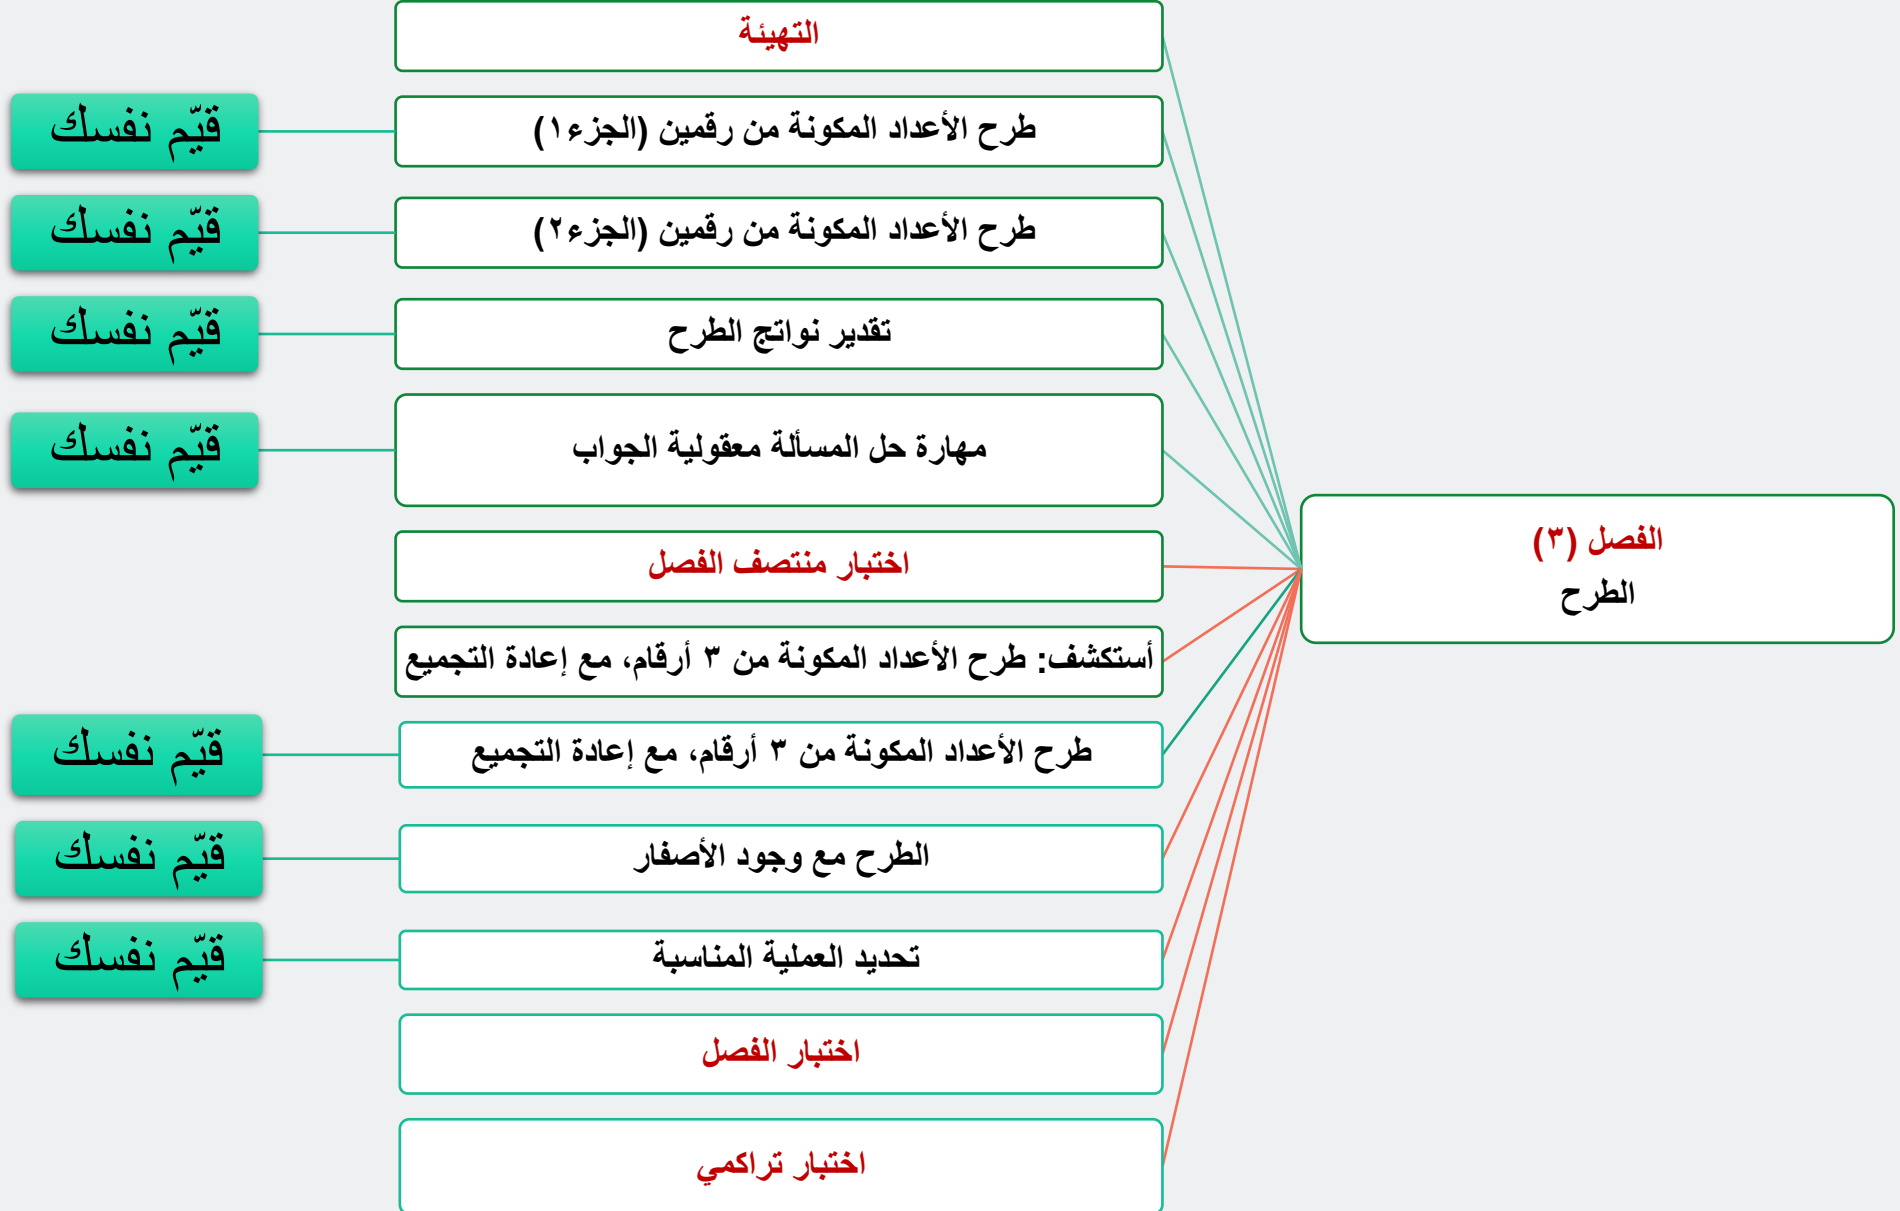 الفصل (٣)
الطرح
التهيئة
طرح الأعداد المكونة من رقمين (الجزء١)
قيّم نفسك
طرح الأعداد المكونة من رقمين (الجزء٢)
قيّم نفسك
تقدير نواتج الطرح
قيّم نفسك
مهارة حل المسألة معقولية الجواب
قيّم نفسك
اختبار منتصف الفصل
أستكشف: طرح الأعداد المكونة من ٣ أرقام، مع إعادة التجميع
طرح الأعداد المكونة من ٣ أرقام، مع إعادة التجميع
قيّم نفسك
الطرح مع وجود الأصفار
قيّم نفسك
تحديد العملية المناسبة
قيّم نفسك
اختبار الفصل
اختبار تراكمي